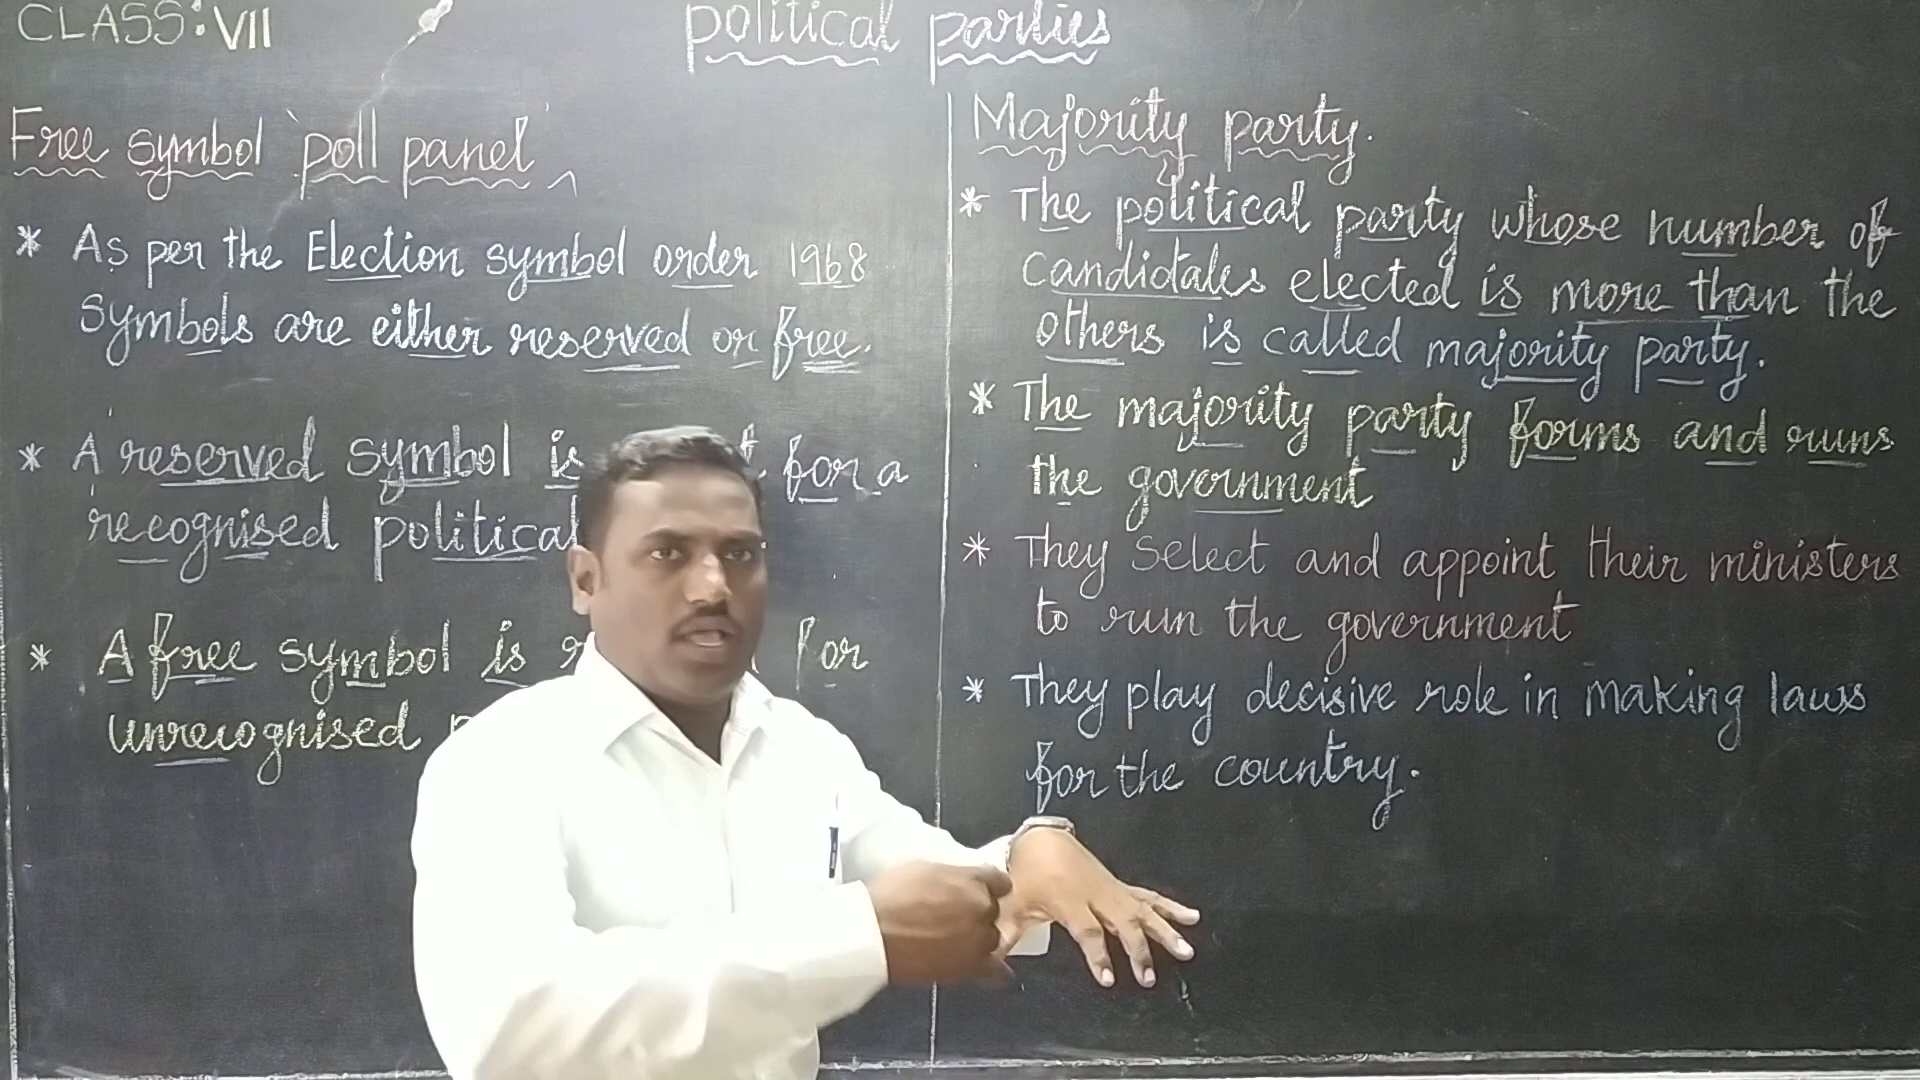 CLASS: VII
political parties
Free symbol 'poll panel'
* As per the Election symbol order 1968
symbols are either reserved or free.
* A reserved symbol is for a
recognised political
* A free symbol is for
unrecognised
Majority party.
* The political party whose number of
candidates elected is more than the
others is called majority party.
* The majority party forms and runs
the government
* They select and appoint their ministers
to run the government
* They play decisive role in making laws
for the country.